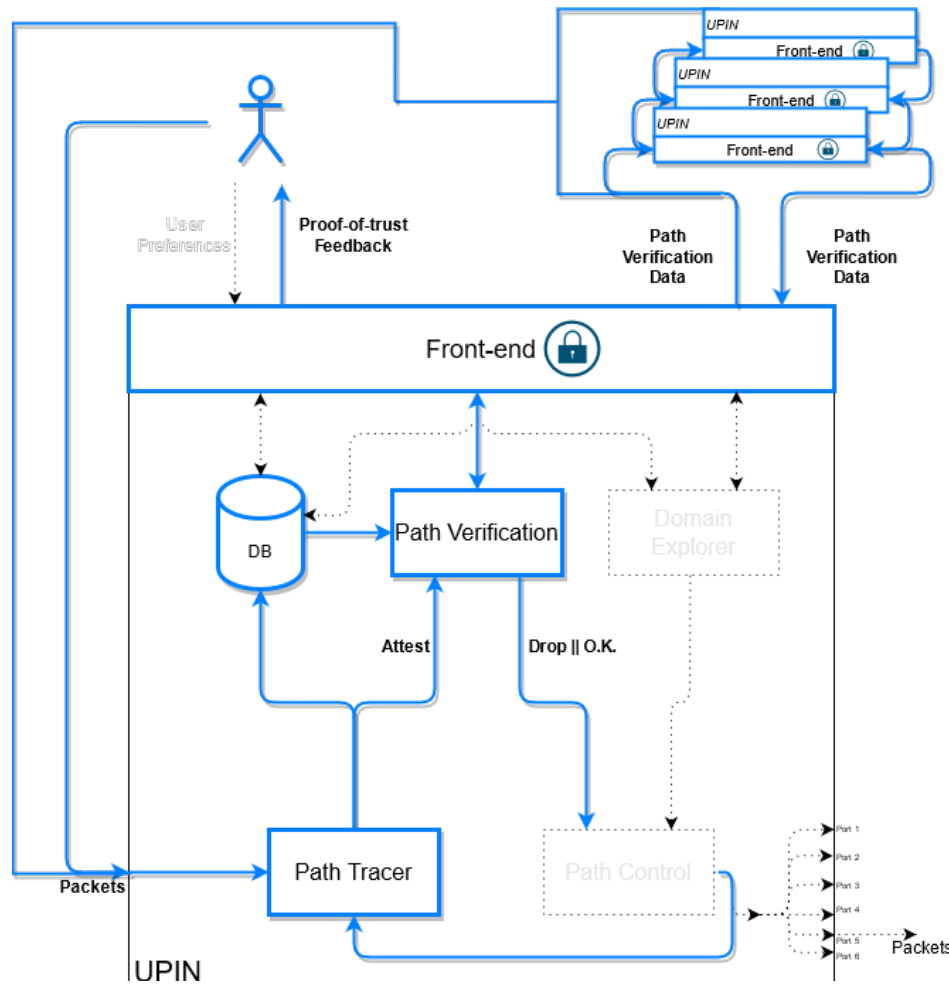 UPIN
Front-end
UPIN
Front-end
UPIN
Front-end
User
Preferences
Proof-of-trust
Feedback
Path
Verification
Data
Path
Verification
Data
Front-end
DB
Path Verification
Domain
Explorer
Attest
Drop || O.K.
Path Tracer
Path Control
Packets
Port 1
Port 2
Port 3
Port 4
Port 5
Port 6
Packets
UPIN